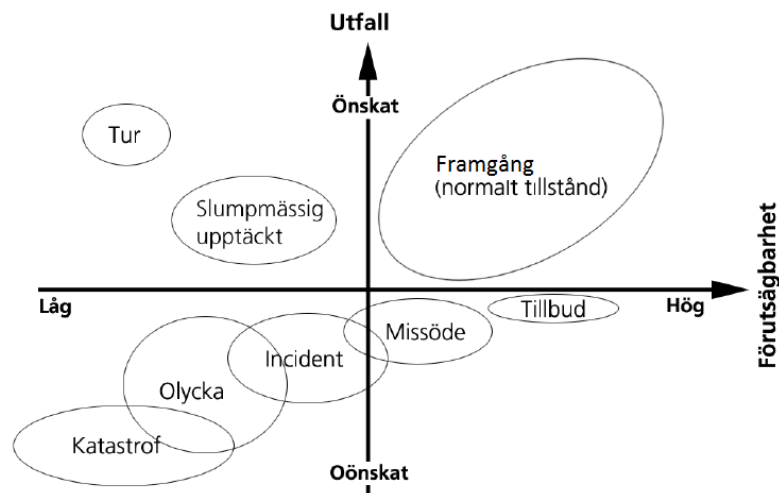 Utfall
Önskat
Tur
Framgång
(normalt tillstånd)
Slumpmässig
upptäckt
Förutsägbarhet
Låg
Hög
Tillbud
Missöde
Incident
Olycka
Katastrof
Oönskat